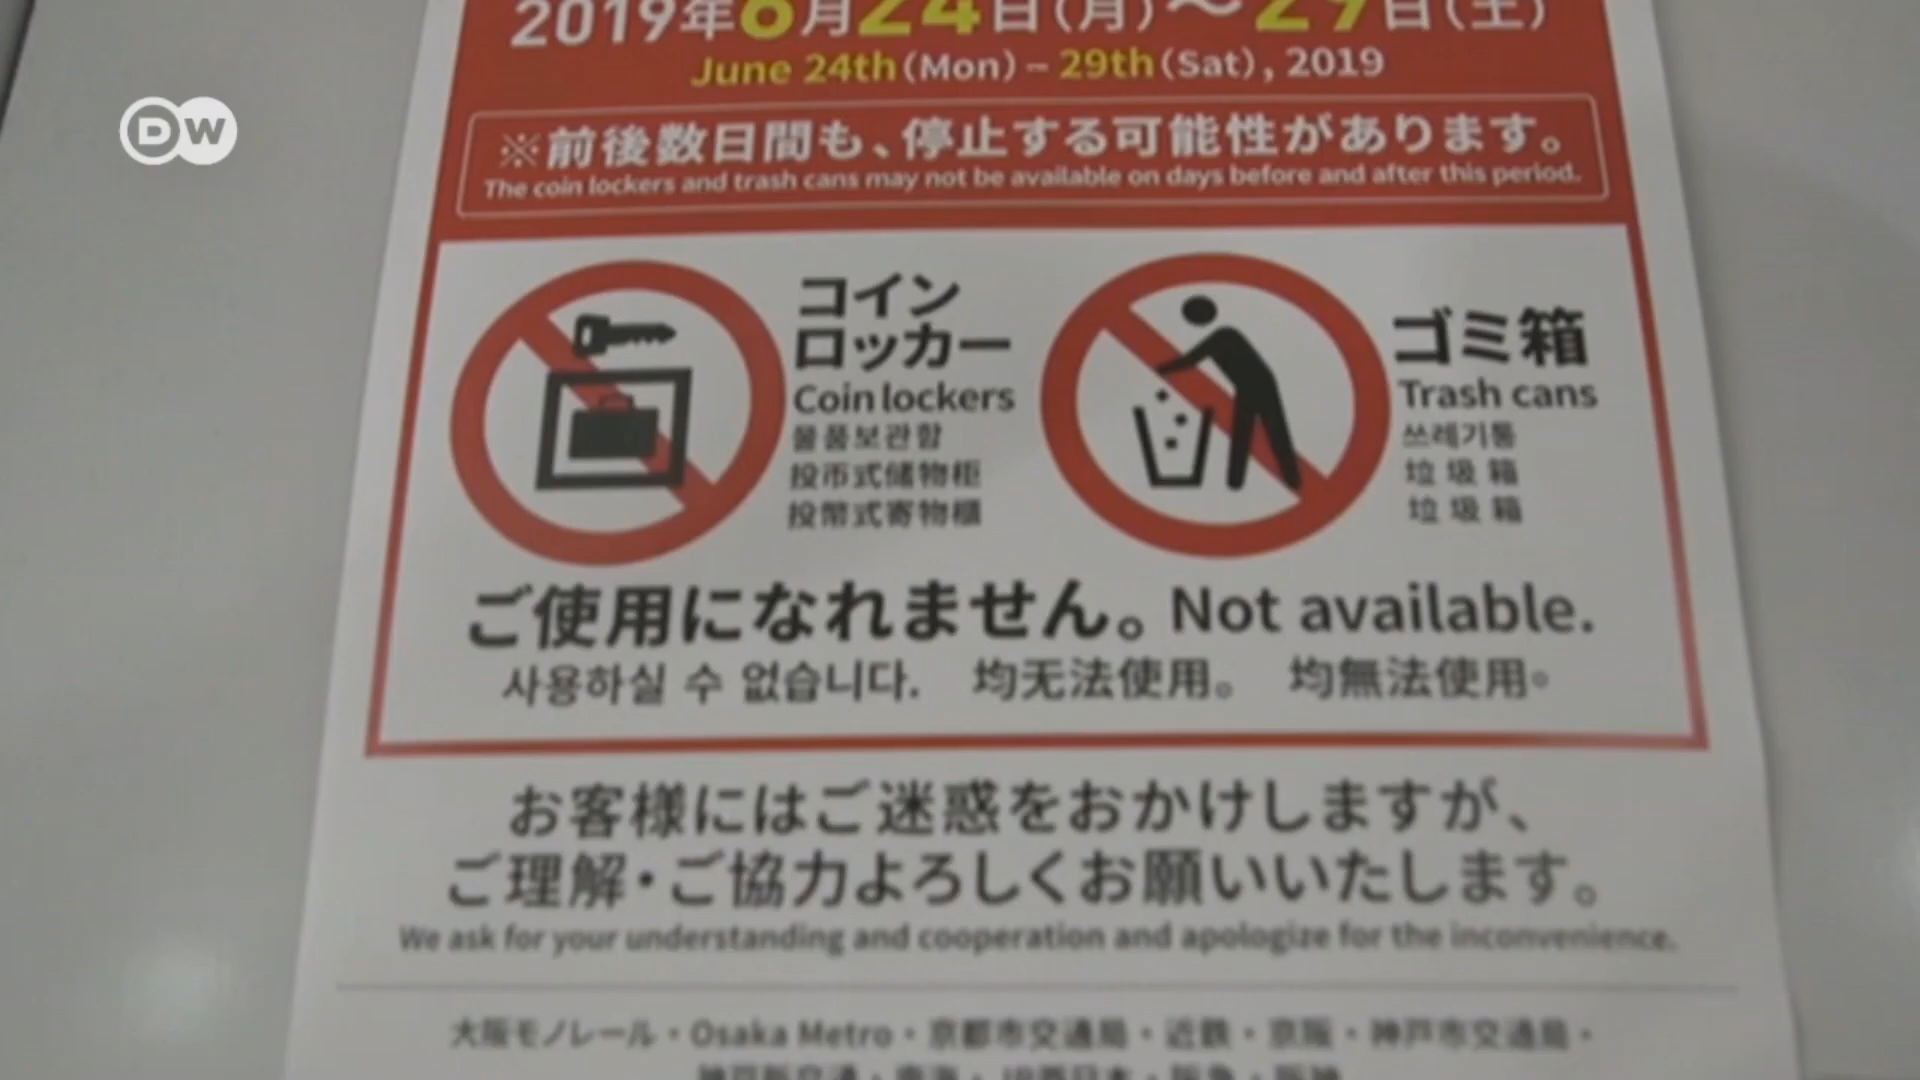 2019年6月24日(月)〜29日(土)
June 24th (Mon) – 29th (Sat), 2019
DW
※前後数日間も、停止する可能性があります。
The coin lockers and trash cans may not be available on days before and after this period.
コイン
ロッカー
Coin lockers
물품보관함
投币式储物柜
投幣式寄物櫃
ゴミ箱
Trash cans
쓰레기통
垃圾箱
垃圾箱
ご使用になれません。Not available.
사용하실 수 없습니다. 均无法使用。 均無法使用。
お客様にはご迷惑をおかけしますが、
ご理解・ご協力よろしくお願いいたします。
We ask for your understanding and cooperation and apologize for the inconvenience.
大阪モノレール・Osaka Metro・京都市交通局・近鉄・京阪・神戸市交通局・